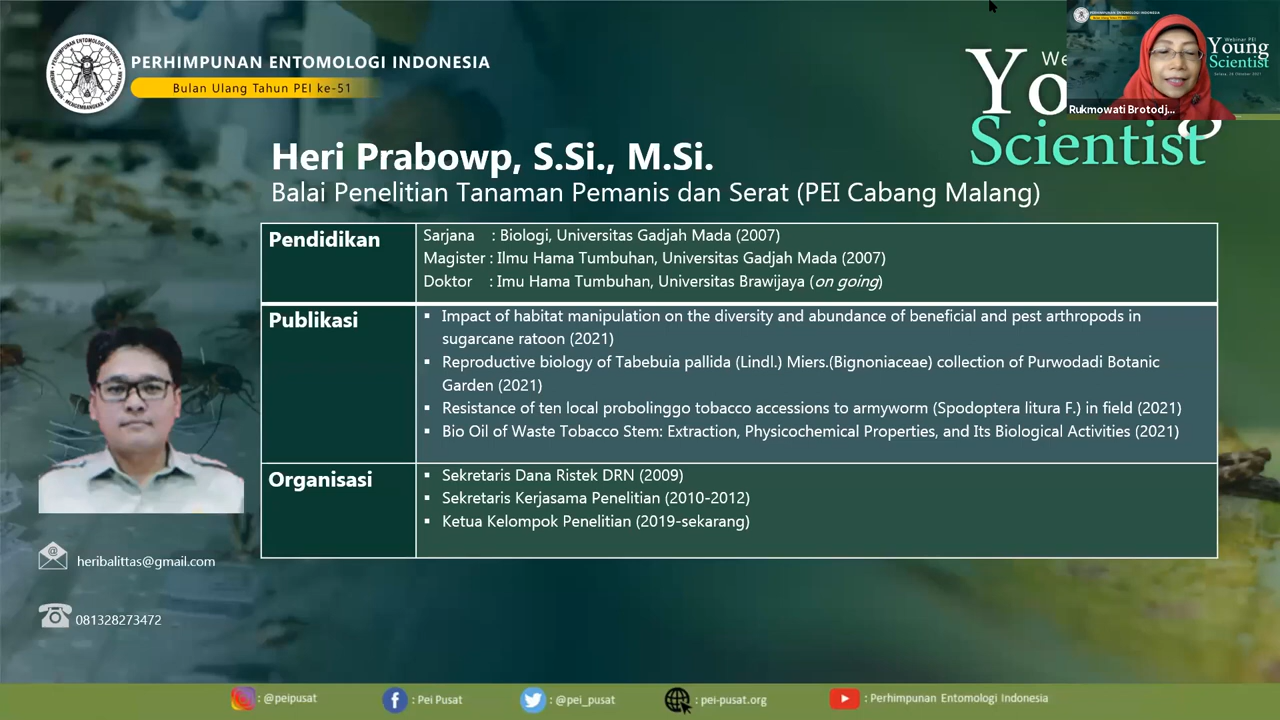 PERHIMPUNAN ENTOMOLOGI INDONESIA
Bulan Ulang Tahun PEI ke-51
Young
Scientist
Rukmowati Brotodj...
Scientist
Heri Prabowp, S.Si., M.Si.
Balai Penelitian Tanaman Pemanis dan Serat (PEI Cabang Malang)
Pendidikan
Sarjana : Biologi, Universitas Gadjah Mada (2007)
Magister : Ilmu Hama Tumbuhan, Universitas Gadjah Mada (2007)
Doktor : Imu Hama Tumbuhan, Universitas Brawijaya (on going)
Publikasi
▪ Impact of habitat manipulation on the diversity and abundance of beneficial and pest arthropods in
sugarcane ratoon (2021)
▪ Reproductive biology of Tabebuia pallida (Lindl.) Miers.(Bignoniaceae) collection of Purwodadi Botanic
Garden (2021)
▪ Resistance of ten local probolinggo tobacco accessions to armyworm (Spodoptera litura F.) in field (2021)
▪ Bio Oil of Waste Tobacco Stem: Extraction, Physicochemical Properties, and Its Biological Activities (2021)
Organisasi
▪ Sekretaris Dana Ristek DRN (2009)
▪ Sekretaris Kerjasama Penelitian (2010-2012)
▪ Ketua Kelompok Penelitian (2019-sekarang)
heribalittas@gmail.com
081328273472
: @peipusat
: Pei Pusat
: @pei_pusat
: pei-pusat.org
: Perhimpunan Entomologi Indonesia